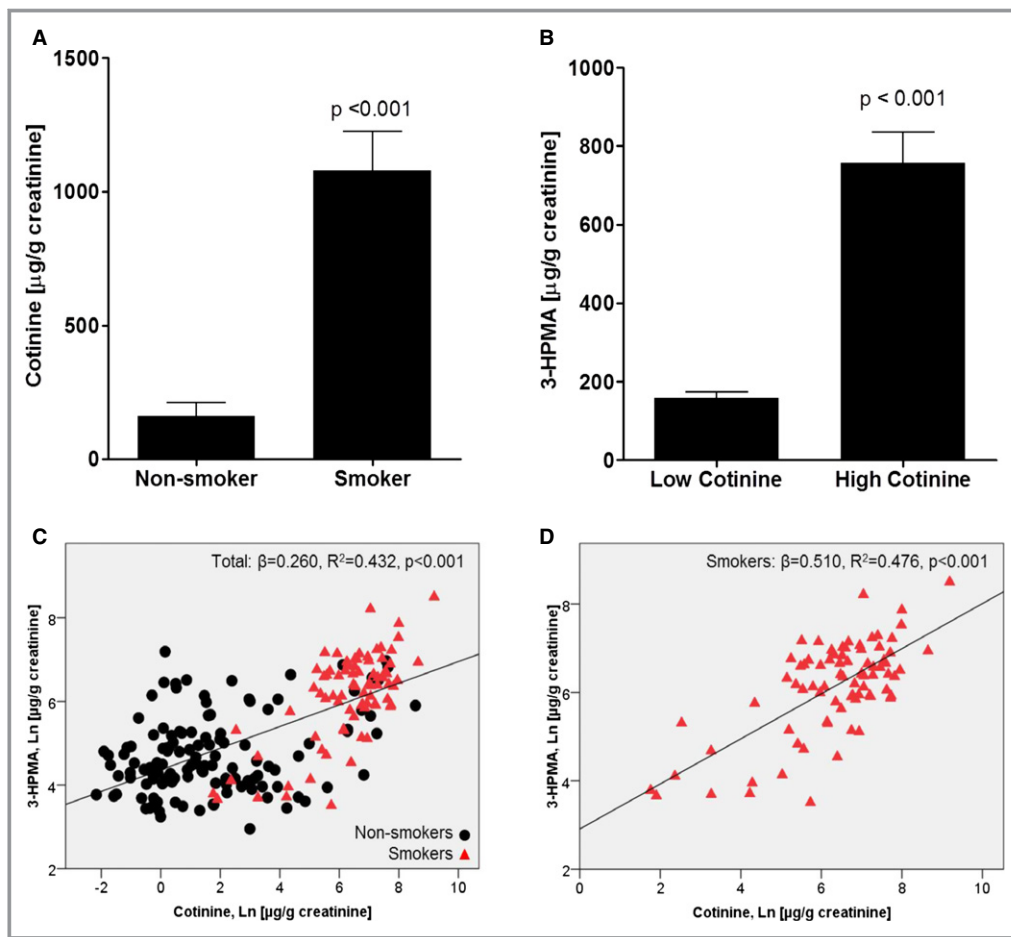 A
Cotinine [µg/g creatinine]
1500
1000
500
0
p <0.001
Non-smoker
Smoker
B
3-HPMA [µg/g creatinine]
1000
800
600
400
200
0
p < 0.001
Low Cotinine
High Cotinine
C
Total: β=0.260, R²=0.432, p<0.001
3-HPMA, Ln [µg/g creatinine]
8
6
4
2
Non-smokers
Smokers
-2 0 2 4 6 8 10
Cotinine, Ln [µg/g creatinine]
D
Smokers: β=0.510, R²=0.476, p<0.001
3-HPMA, Ln [µg/g creatinine]
8
6
4
2
0 2 4 6 8 10
Cotinine, Ln [µg/g creatinine]